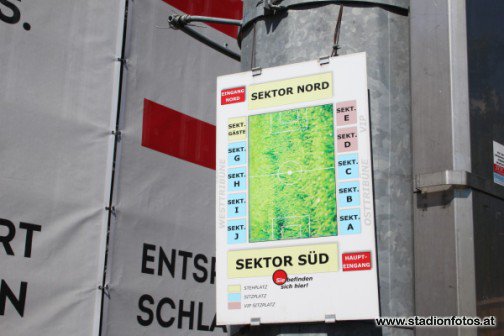 S.
RT
N
ENTSP
SCHLA
EINGANG
NORD
SEKTOR NORD
SEKT.
GÄSTE
SEKT.
G
SEKT.
H
SEKT.
I
SEKT.
J
WESTTRIBÜNE
SEKT.
E
SEKT.
D
SEKT.
C
SEKT.
B
SEKT.
A
VIP
OSTTRIBÜNE
SEKTOR SÜD
HAUPT-
EINGANG
Sie befinden
sich hier!
STEHPLATZ
SITZPLATZ
VIP SITZPLATZ
www.stadionfotos.at